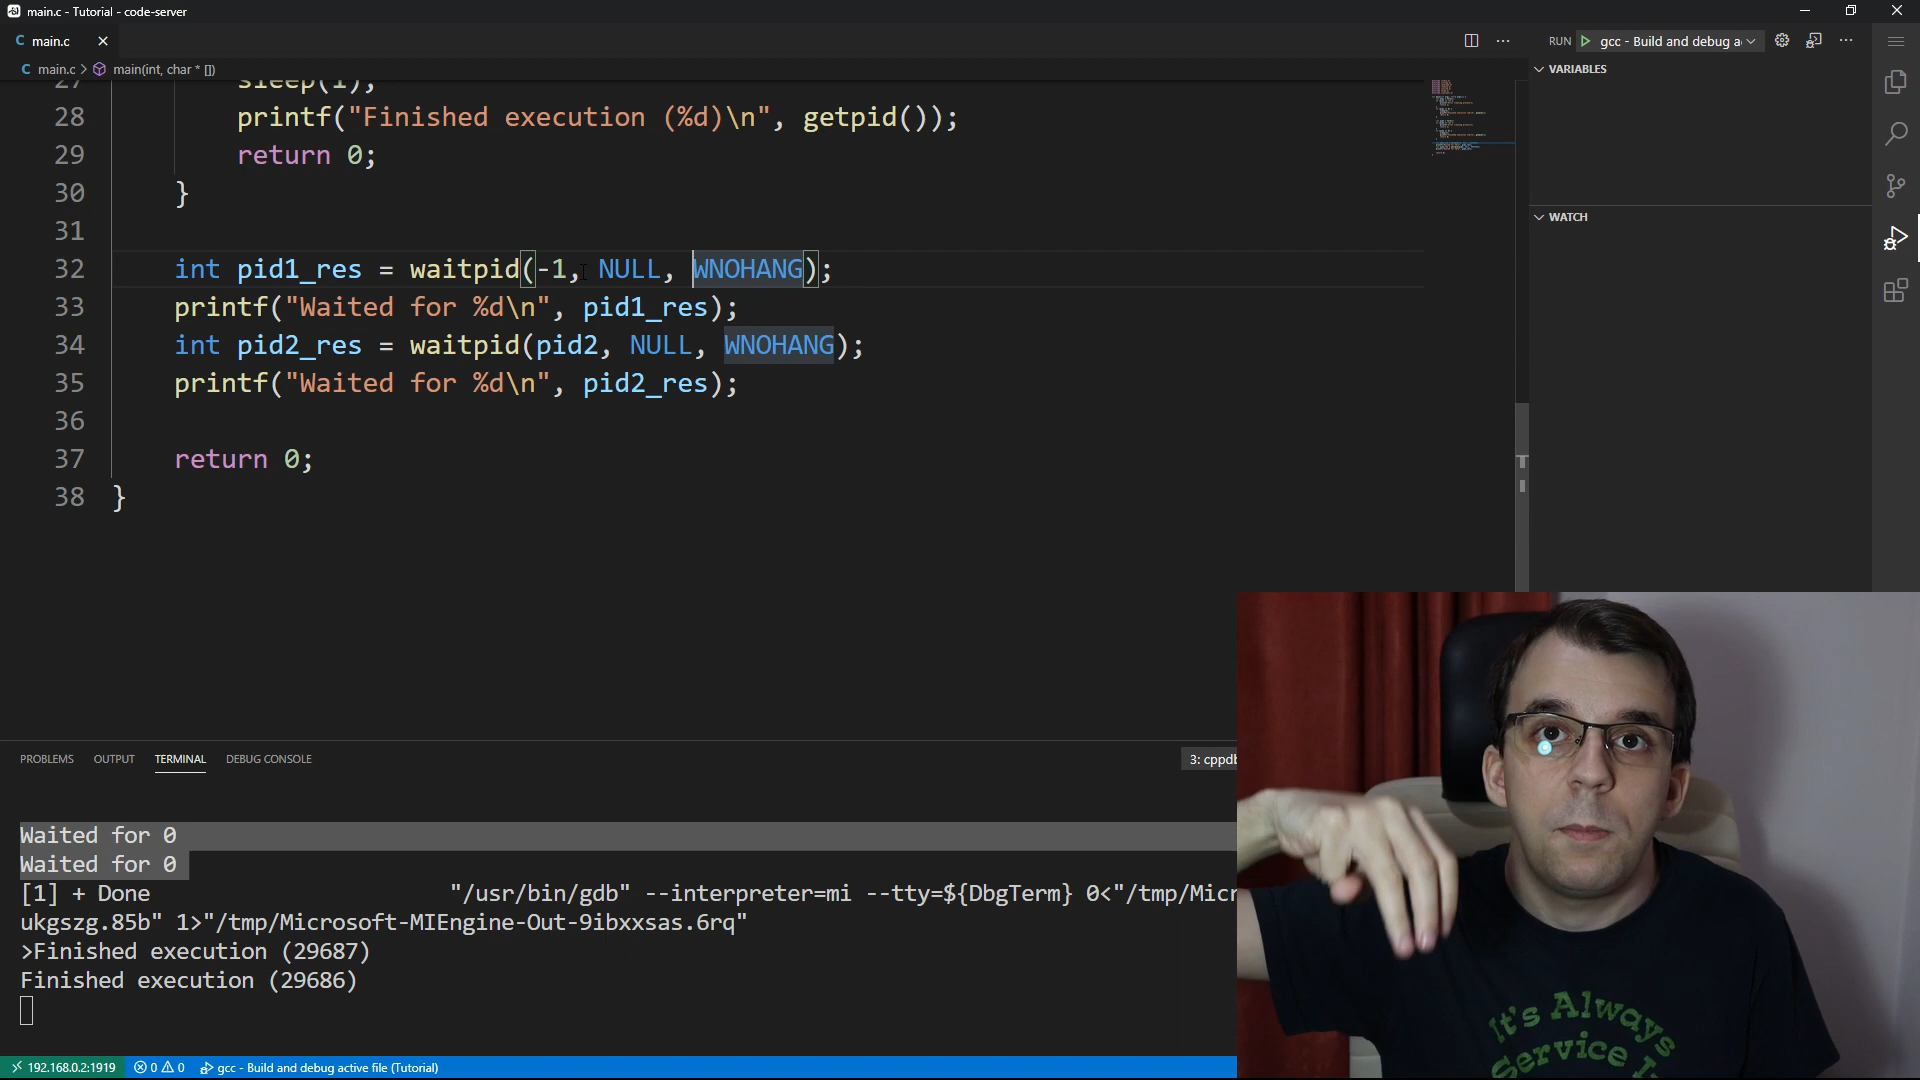 main.c - Tutorial - code-server
main.c
RUN gcc - Build and debug a
main.c > main(int, char * [])
VARIABLES
27 sleep(1);
28 printf("Finished execution (%d)\n", getpid());
29 return 0;
30 }
31
WATCH
32 int pid1_res = waitpid(-1, NULL, WNOHANG);
33 printf("Waited for %d\n", pid1_res);
34 int pid2_res = waitpid(pid2, NULL, WNOHANG);
35 printf("Waited for %d\n", pid2_res);
36
37 return 0;
38 }
PROBLEMS OUTPUT TERMINAL DEBUG CONSOLE 3: cppdb
Waited for 0
Waited for 0
[1] + Done "/usr/bin/gdb" --interpreter=mi --tty=${DbgTerm} 0<"/tmp/Micr
ukgszg.85b" 1>"/tmp/Microsoft-MIEngine-Out-9ibxxsas.6rq"
>Finished execution (29687)
Finished execution (29686)
It's Always
Service I
192.168.0.2:1919 0 0 gcc - Build and debug active file (Tutorial)